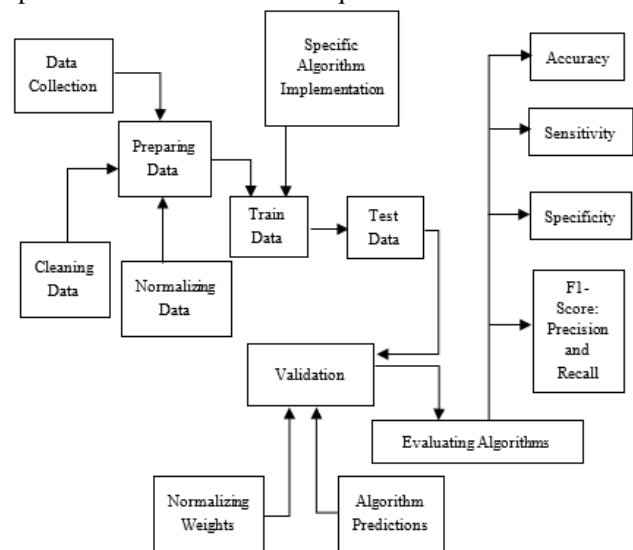 Data
Collection
Specific
Algorithm
Implementation
Accuracy
Sensitivity
Preparing
Data
Train
Data
Test
Data
Specificity
Cleaning
Data
Normalizing
Data
F1-
Score:
Precision
and
Recall
Validation
Evaluating Algorithms
Normalizing
Weights
Algorithm
Predictions